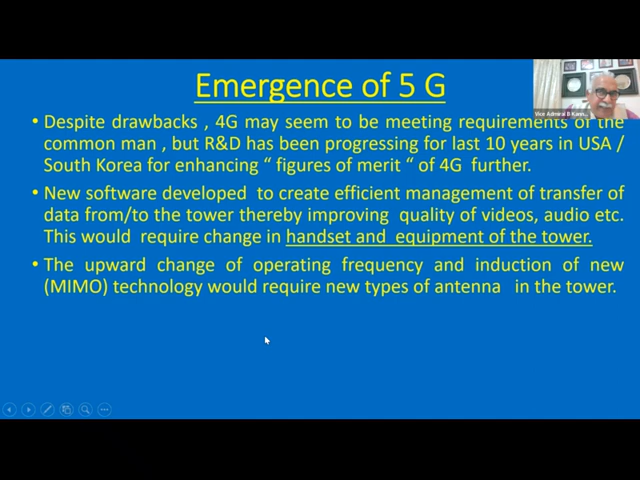 Emergence of 5 G
Vice Admiral B Kann...
• Despite drawbacks , 4G may seem to be meeting requirements of the
common man , but R&D has been progressing for last 10 years in USA /
South Korea for enhancing “ figures of merit “ of 4G further.
• New software developed to create efficient management of transfer of
data from/to the tower thereby improving quality of videos, audio etc.
This would require change in handset and equipment of the tower.
• The upward change of operating frequency and induction of new
(MIMO) technology would require new types of antenna in the tower.